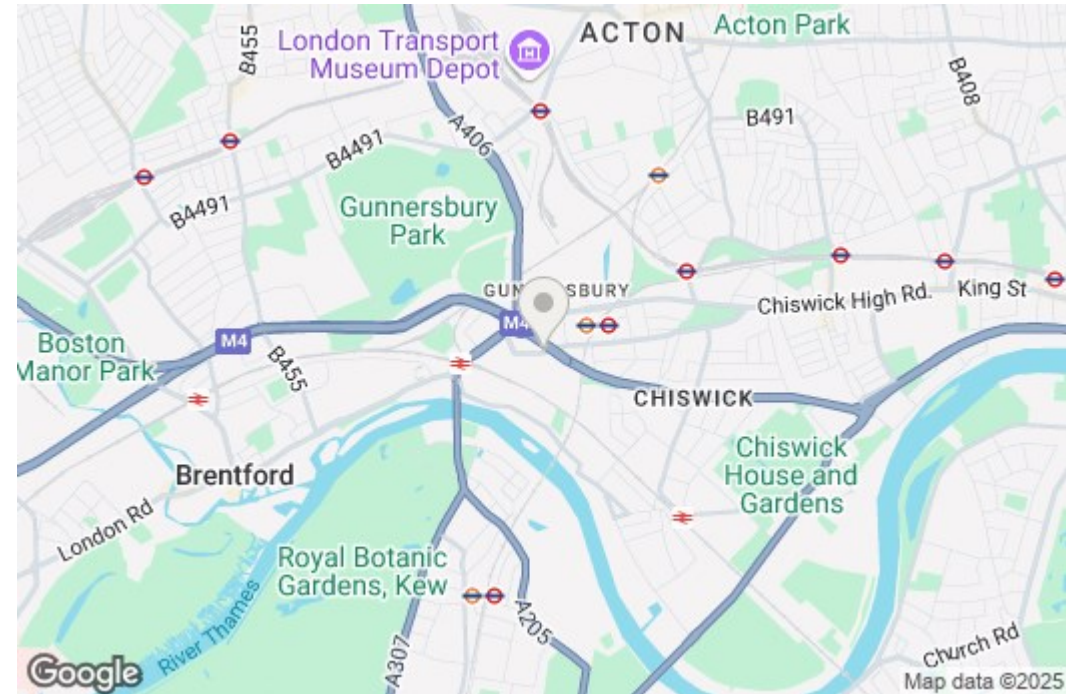 ACTON
Acton Park
London Transport
Museum Depot
B455
B408
A406
B491
B4491
B4491
Gunnersbury
Park
GUN SBURY
Chiswick High Rd.
King St
M4
M4
Boston
Manor Park
B455
CHISWICK
Chiswick
House and
Gardens
Brentford
London Rd
Royal Botanic
Gardens, Kew
River Thames
A307
A205
Church Rd
Google
Map data ©2025